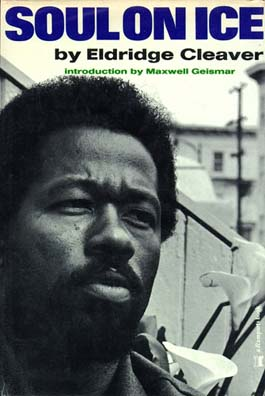 SOUL ON ICE
by Eldridge Cleaver
introduction by Maxwell Geismar